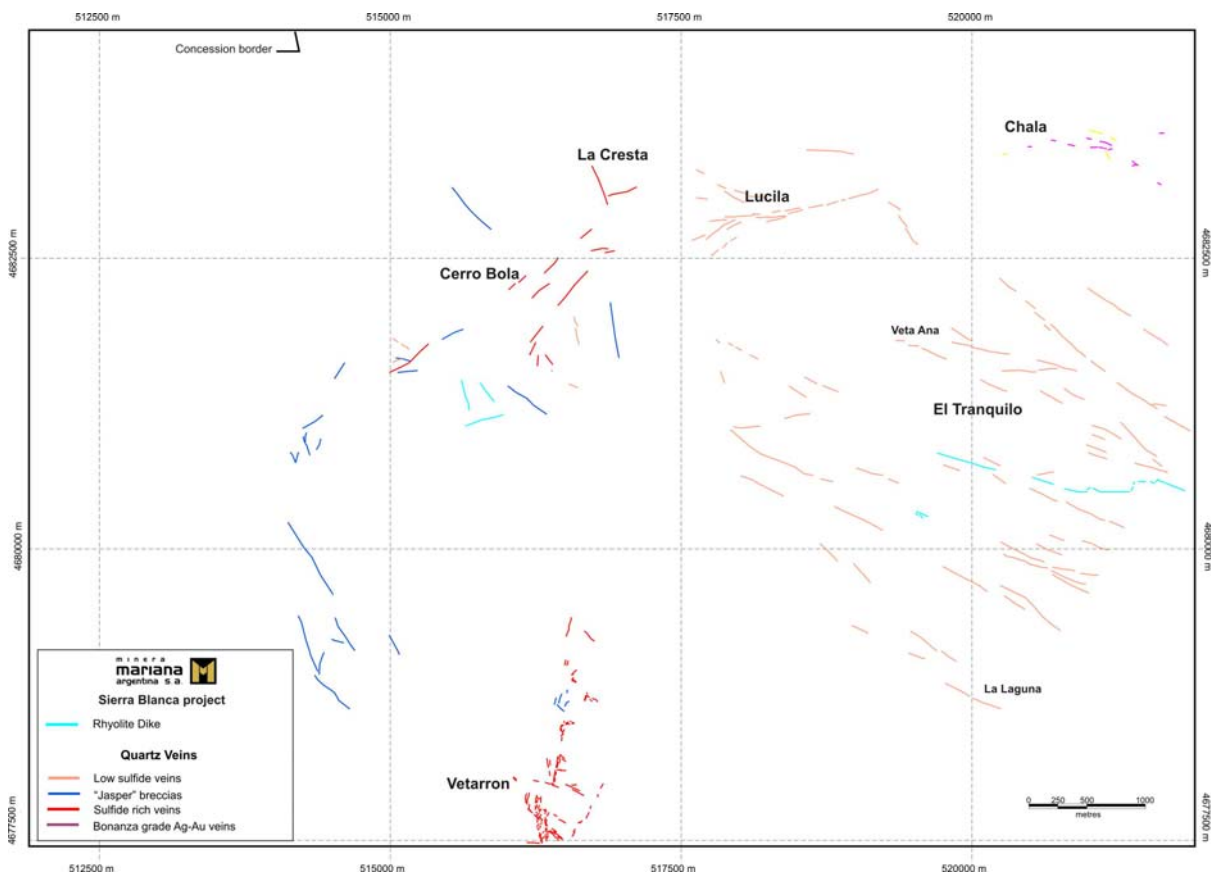 512500 m
515000 m
517500 m
520000 m
Concession border
Chala
La Cresta
Lucila
4682500 m
4682500 m
Cerro Bola
Veta Ana
El Tranquilo
4680000 m
4680000 m
minera
mariana
argentina s.a.
M
Sierra Blanca project
Rhyolite Dike
Quartz Veins
Low sulfide veins
"Jasper" breccias
Sulfide rich veins
Bonanza grade Ag-Au veins
La Laguna
Vetarron
0 250 500 1000
metres
4677500 m
4677500 m
512500 m
515000 m
517500 m
520000 m